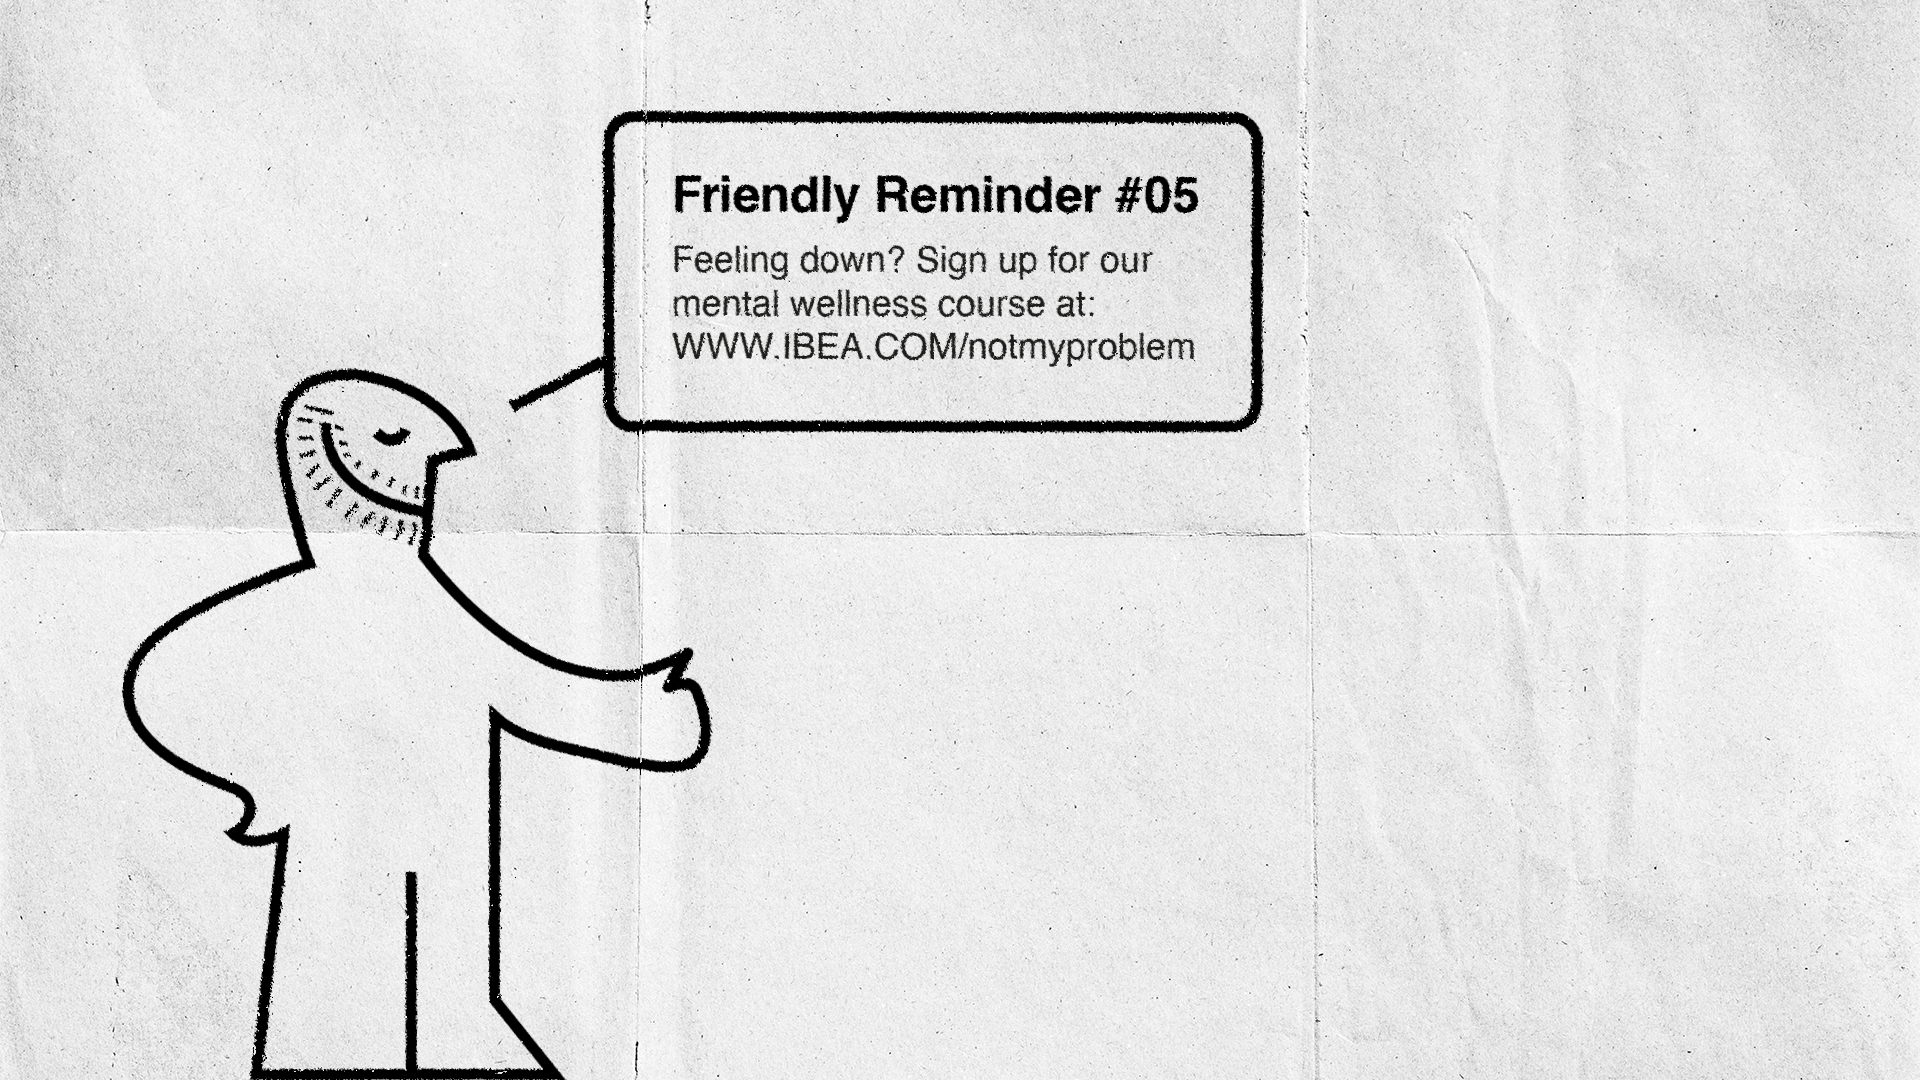 Friendly Reminder #05
Feeling down? Sign up for our
mental wellness course at:
WWW.IBEA.COM/notmyproblem